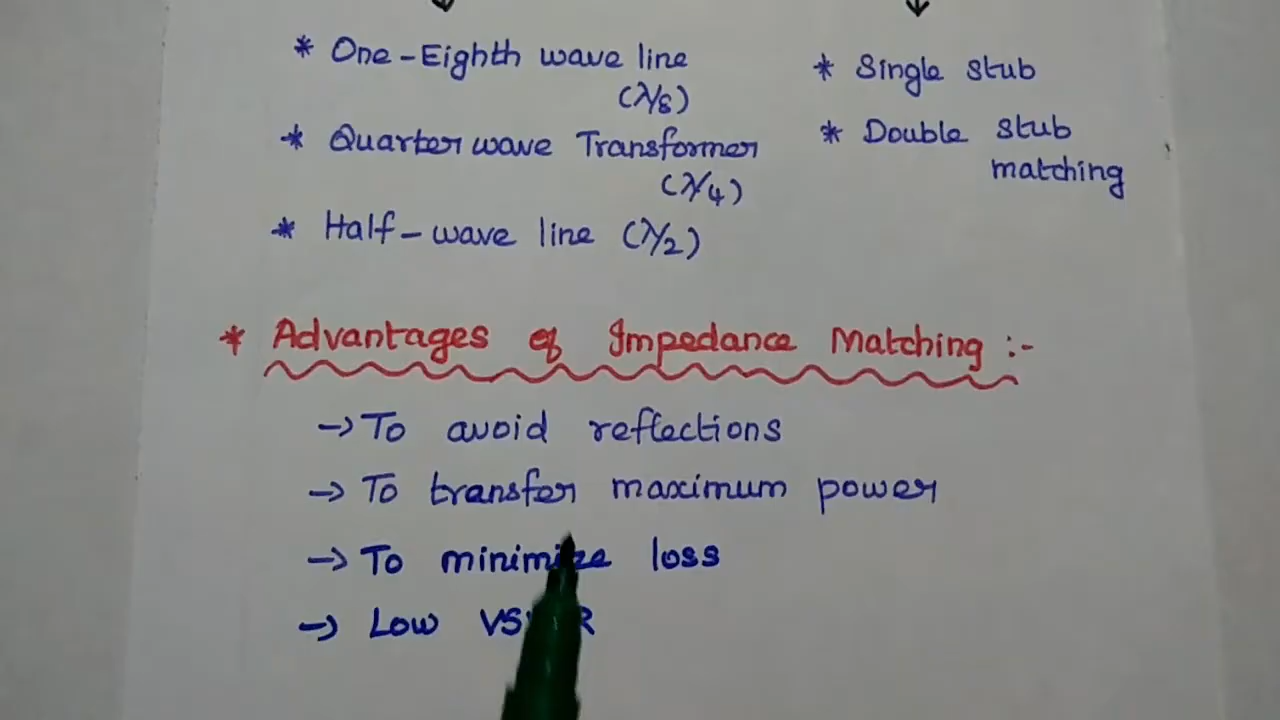 * One-Eighth wave line
(λ/8)
* Quarter wave Transformer
(λ/4)
* Half-wave line (λ/2)
* Single stub
* Double stub
matching
* Advantages of Impedance Matching :-
→ To avoid reflections
→ To transfer maximum power
→ To minimize loss
→ Low